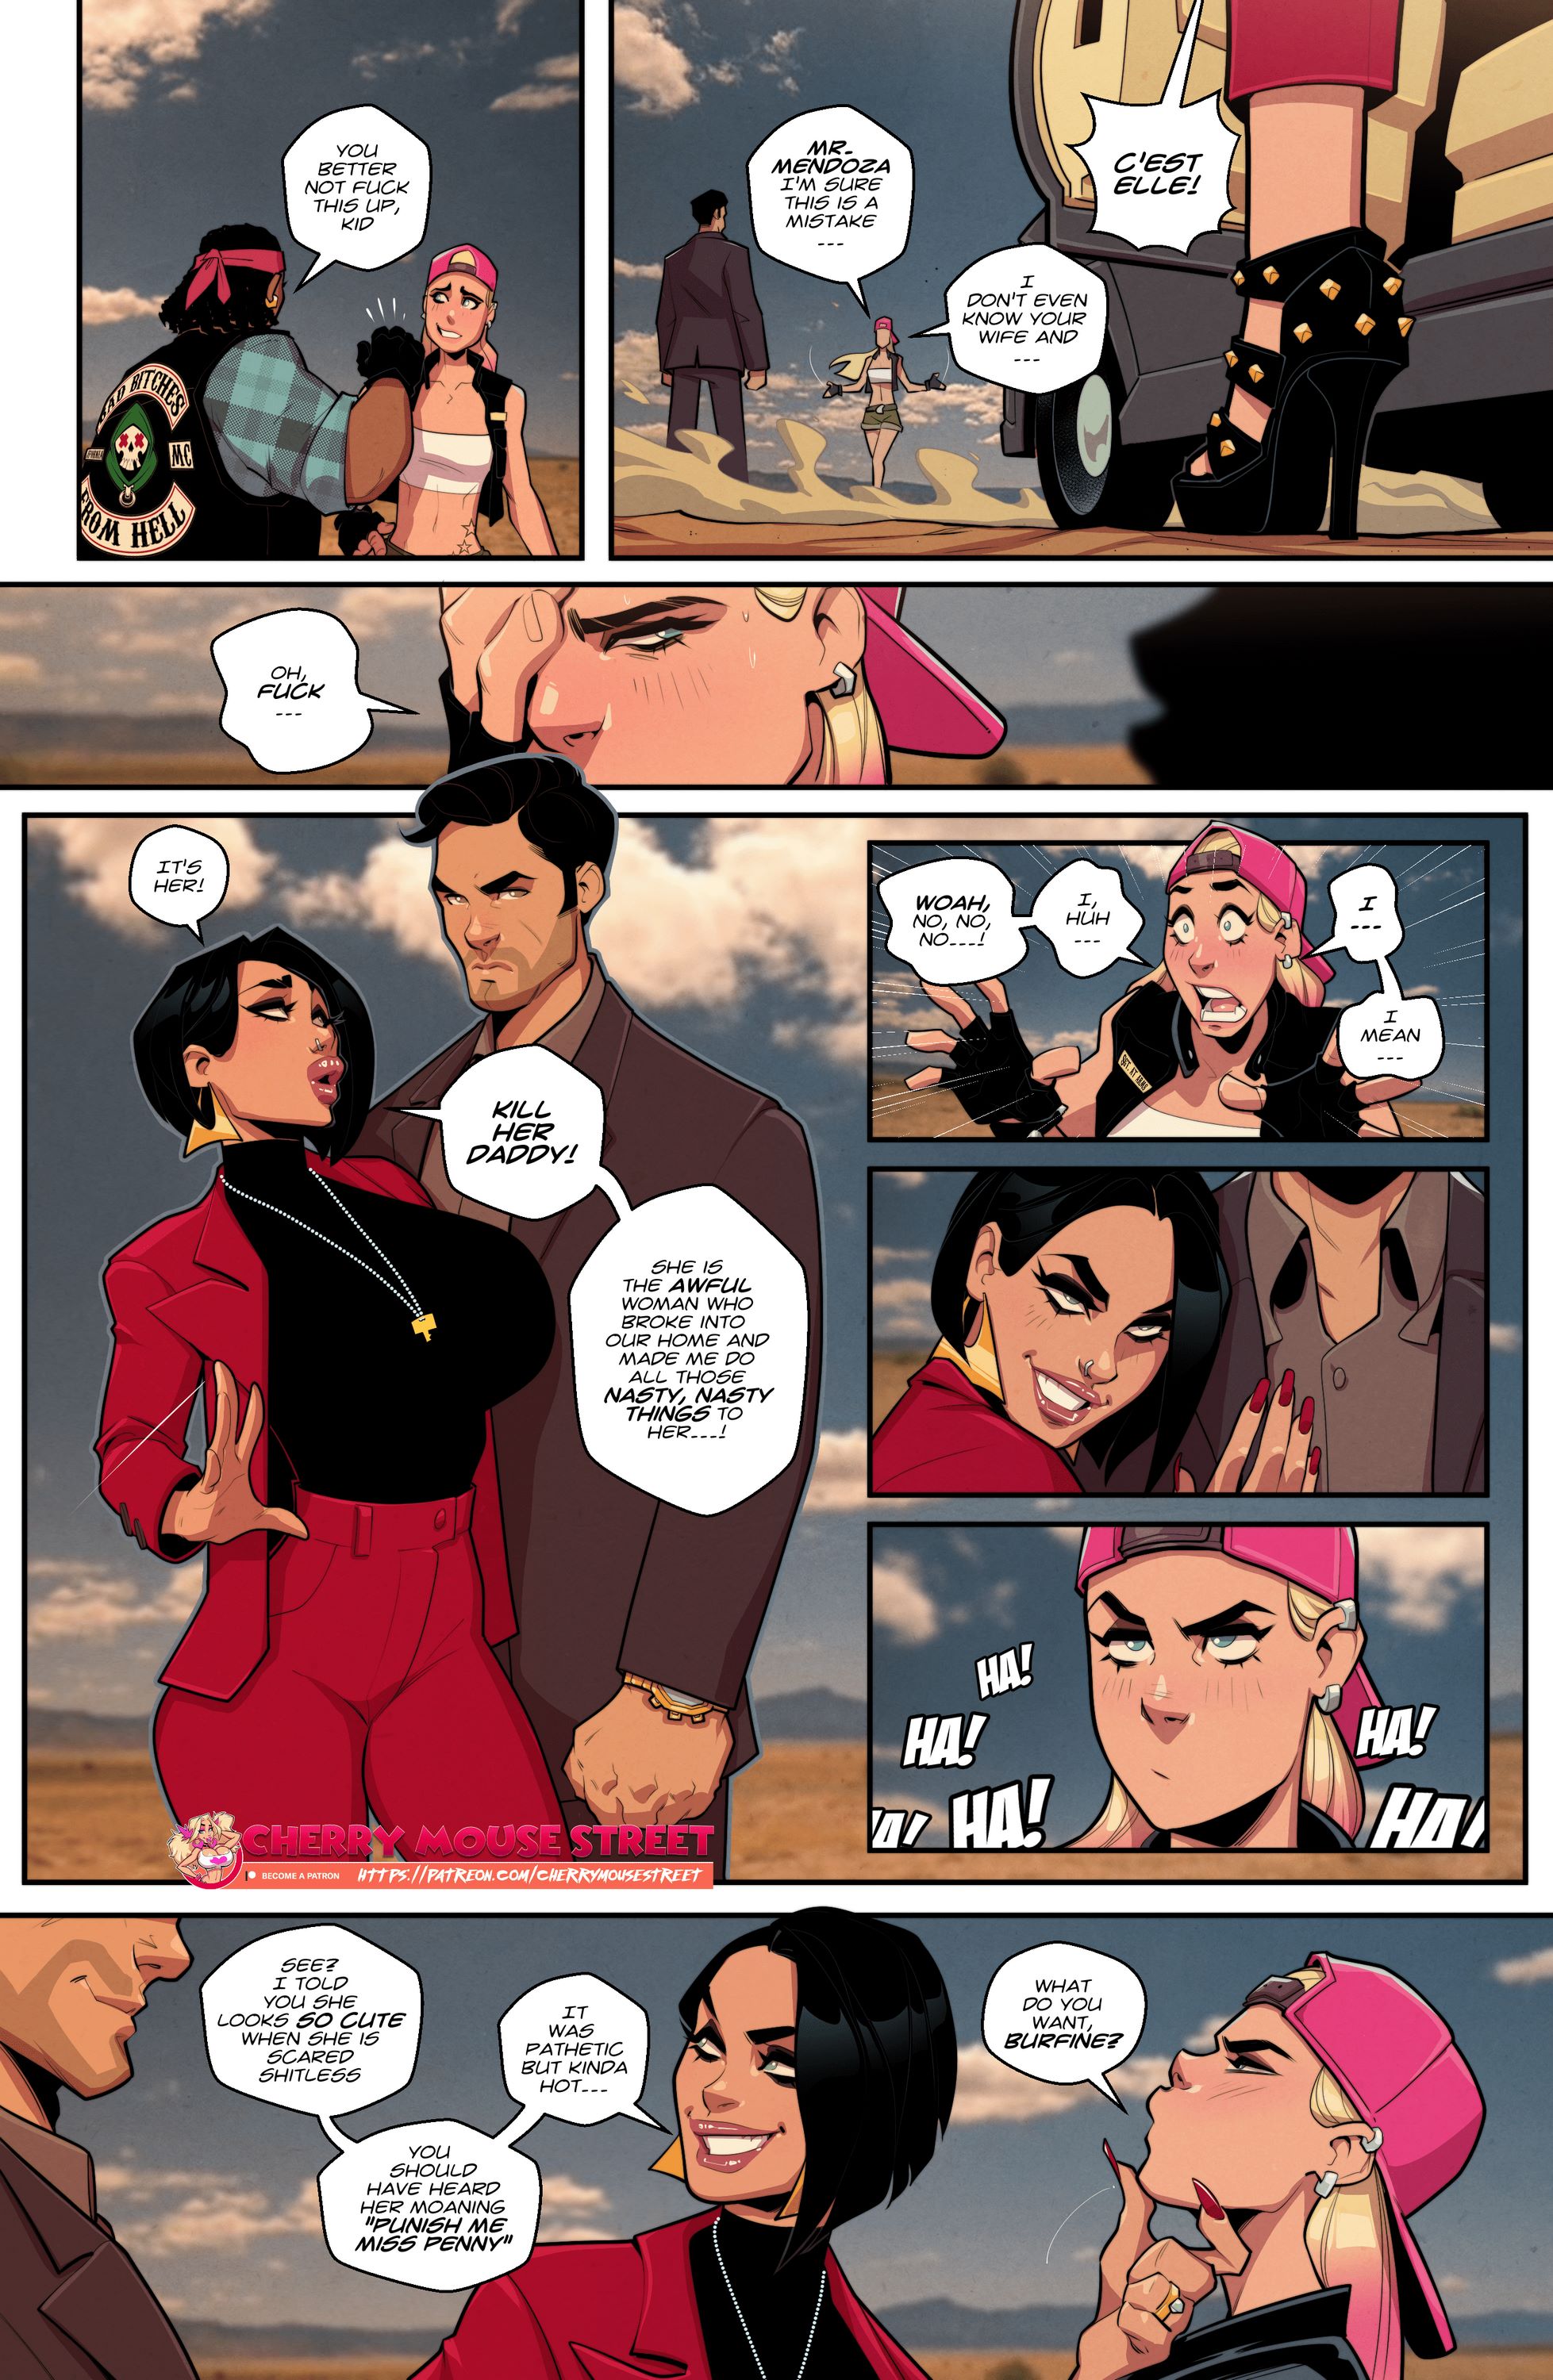 YOU
BETTER
NOT FUCK
THIS UP,
KID
BAD BITCHES
MC
FROM HELL
MR.
MENDOZA
I'M SURE
THIS IS A
MISTAKE
---
I
DON'T EVEN
KNOW YOUR
WIFE AND
---
C'EST
ELLE!
OH,
FUCK
---
IT'S
HER!
KILL
HER
DADDY!
SHE IS
THE AWFUL
WOMAN WHO
BROKE INTO
OUR HOME AND
MADE ME DO
ALL THOSE
NASTY, NASTY
THINGS TO
HER---!
WOAH,
NO, NO,
NO---!
I,
HUH
---
I
---
I
MEAN
---
SGT. AT ARMS
HA!
HA!
HA!
HA!
HA!
HA!
CHERRY MOUSE STREET
BECOME A PATRON
HTTPS://PATREON.COM/CHERRYMOUSESTREET
SEE?
I TOLD
YOU SHE
LOOKS SO CUTE
WHEN SHE IS
SCARED
SHITLESS
YOU
SHOULD
HAVE HEARD
HER MOANING
"PUNISH ME
MISS PENNY"
IT
WAS
PATHETIC
BUT KINDA
HOT---
WHAT
DO YOU
WANT,
BURFINE?